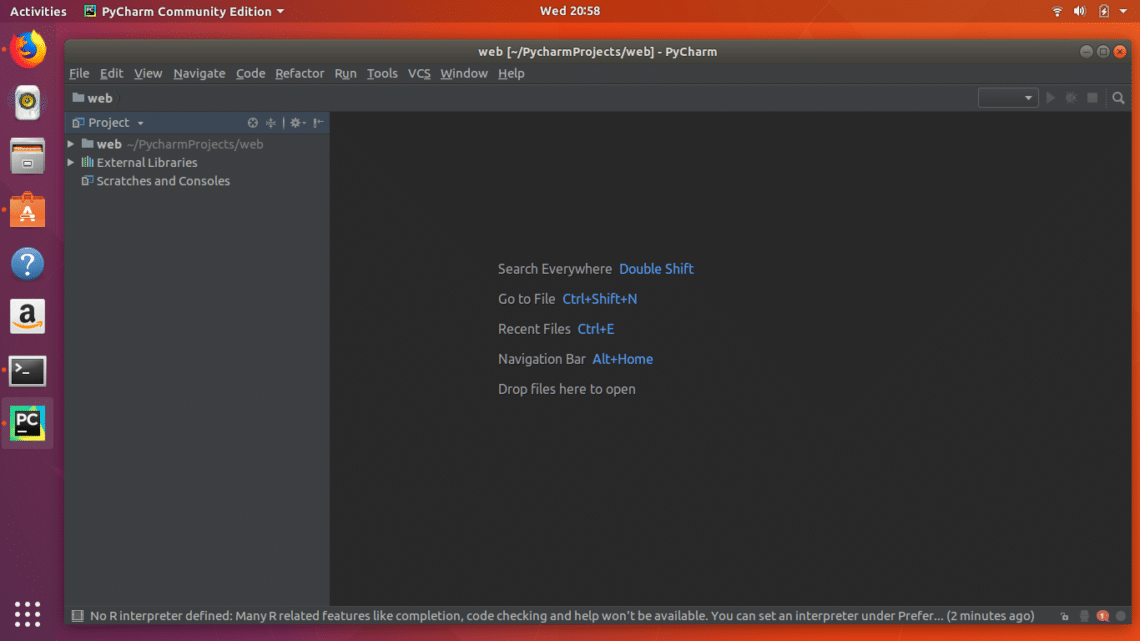 Activities PyCharm Community Edition Wed 20:58
web [~/PycharmProjects/web] - PyCharm
File Edit View Navigate Code Refactor Run Tools VCS Window Help
web
Project
web ~/PycharmProjects/web
External Libraries
Scratches and Consoles
Search Everywhere Double Shift
Go to File Ctrl+Shift+N
Recent Files Ctrl+E
Navigation Bar Alt+Home
Drop files here to open
A
?
a
>_
PC
No R interpreter defined: Many R related features like completion, code checking and help won't be available. You can set an interpreter under Prefer... (2 minutes ago) 1